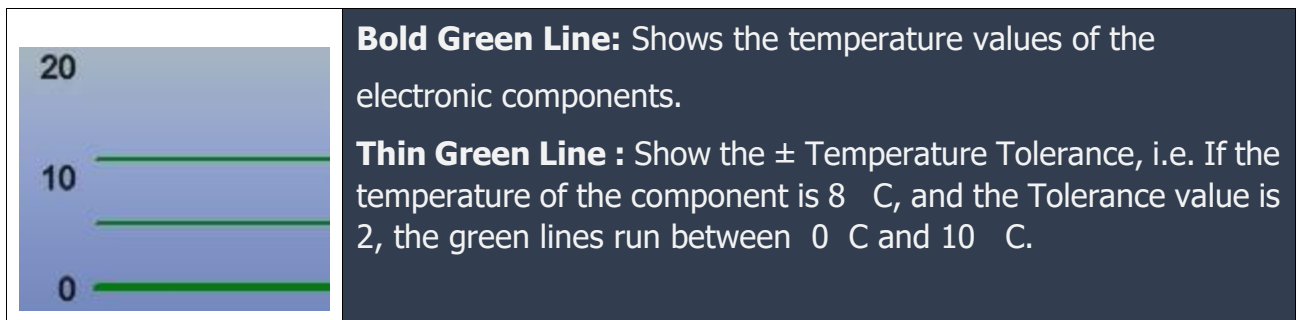 20
10
0
Bold Green Line: Shows the temperature values of the
electronic components.
Thin Green Line : Show the ± Temperature Tolerance, i.e. If the
temperature of the component is 8   C, and the Tolerance value is
2, the green lines run between  0  C and 10   C.